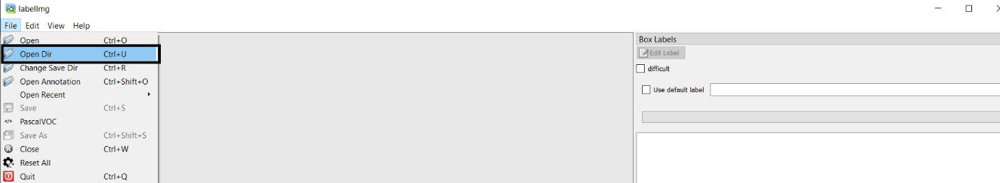 labelImg
File Edit View Help
Open Ctrl+O
Open Dir Ctrl+U
Change Save Dir Ctrl+R
Open Annotation Ctrl+Shift+O
Open Recent
Save Ctrl+S
PascalVOC
Save As Ctrl+Shift+S
Close Ctrl+W
Reset All
Quit Ctrl+Q
Box Labels
Edit Label
difficult
Use default label